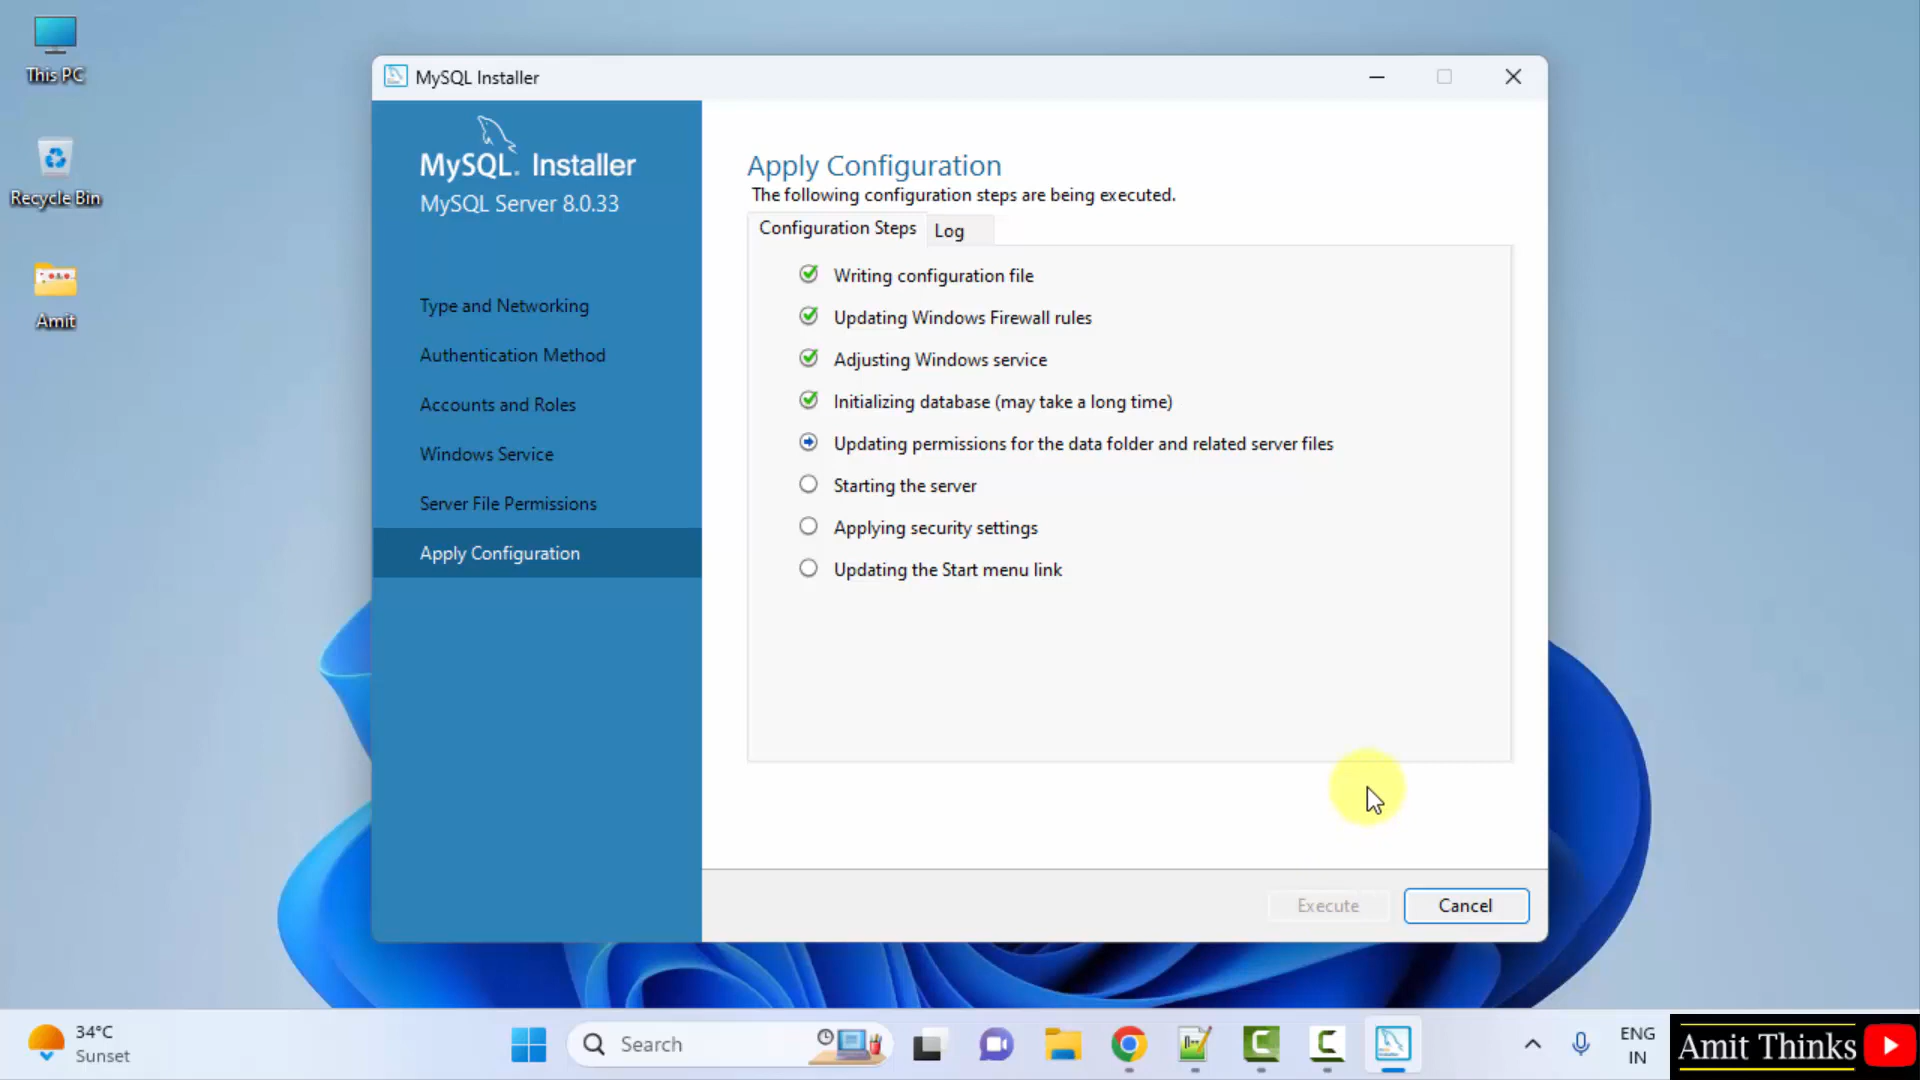 This PC
Recycle Bin
Amit
MySQL Installer
MySQL. Installer
MySQL Server 8.0.33
Type and Networking
Authentication Method
Accounts and Roles
Windows Service
Server File Permissions
Apply Configuration
Apply Configuration
The following configuration steps are being executed.
Configuration Steps
Log
Writing configuration file
Updating Windows Firewall rules
Adjusting Windows service
Initializing database (may take a long time)
Updating permissions for the data folder and related server files
Starting the server
Applying security settings
Updating the Start menu link
Execute
Cancel
34°C
Sunset
Search
ENG
IN
Amit Thinks